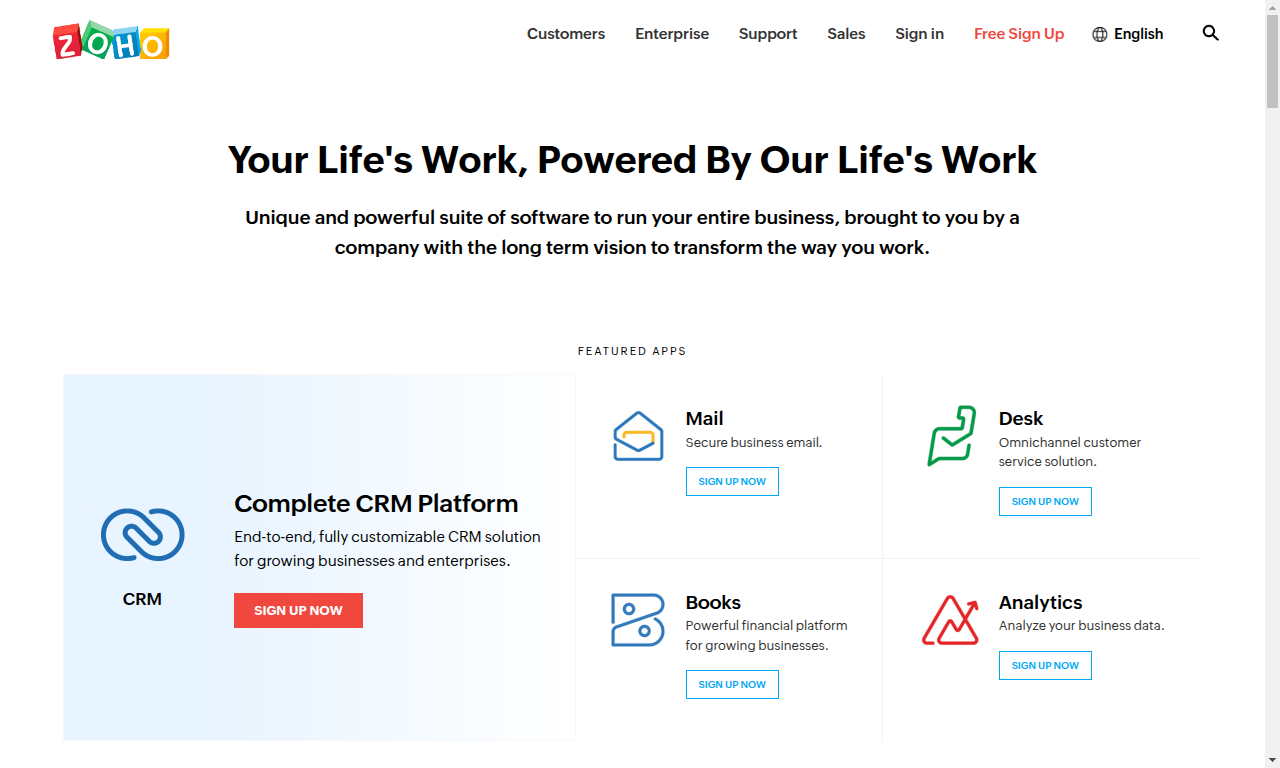 ZOHO
Customers
Enterprise
Support
Sales
Sign in
Free Sign Up
English
Your Life's Work, Powered By Our Life's Work
Unique and powerful suite of software to run your entire business, brought to you by a
company with the long term vision to transform the way you work.
FEATURED APPS
CRM
Complete CRM Platform
End-to-end, fully customizable CRM solution
for growing businesses and enterprises.
SIGN UP NOW
Mail
Secure business email.
SIGN UP NOW
Desk
Omnichannel customer
service solution.
SIGN UP NOW
Books
Powerful financial platform
for growing businesses.
SIGN UP NOW
Analytics
Analyze your business data.
SIGN UP NOW